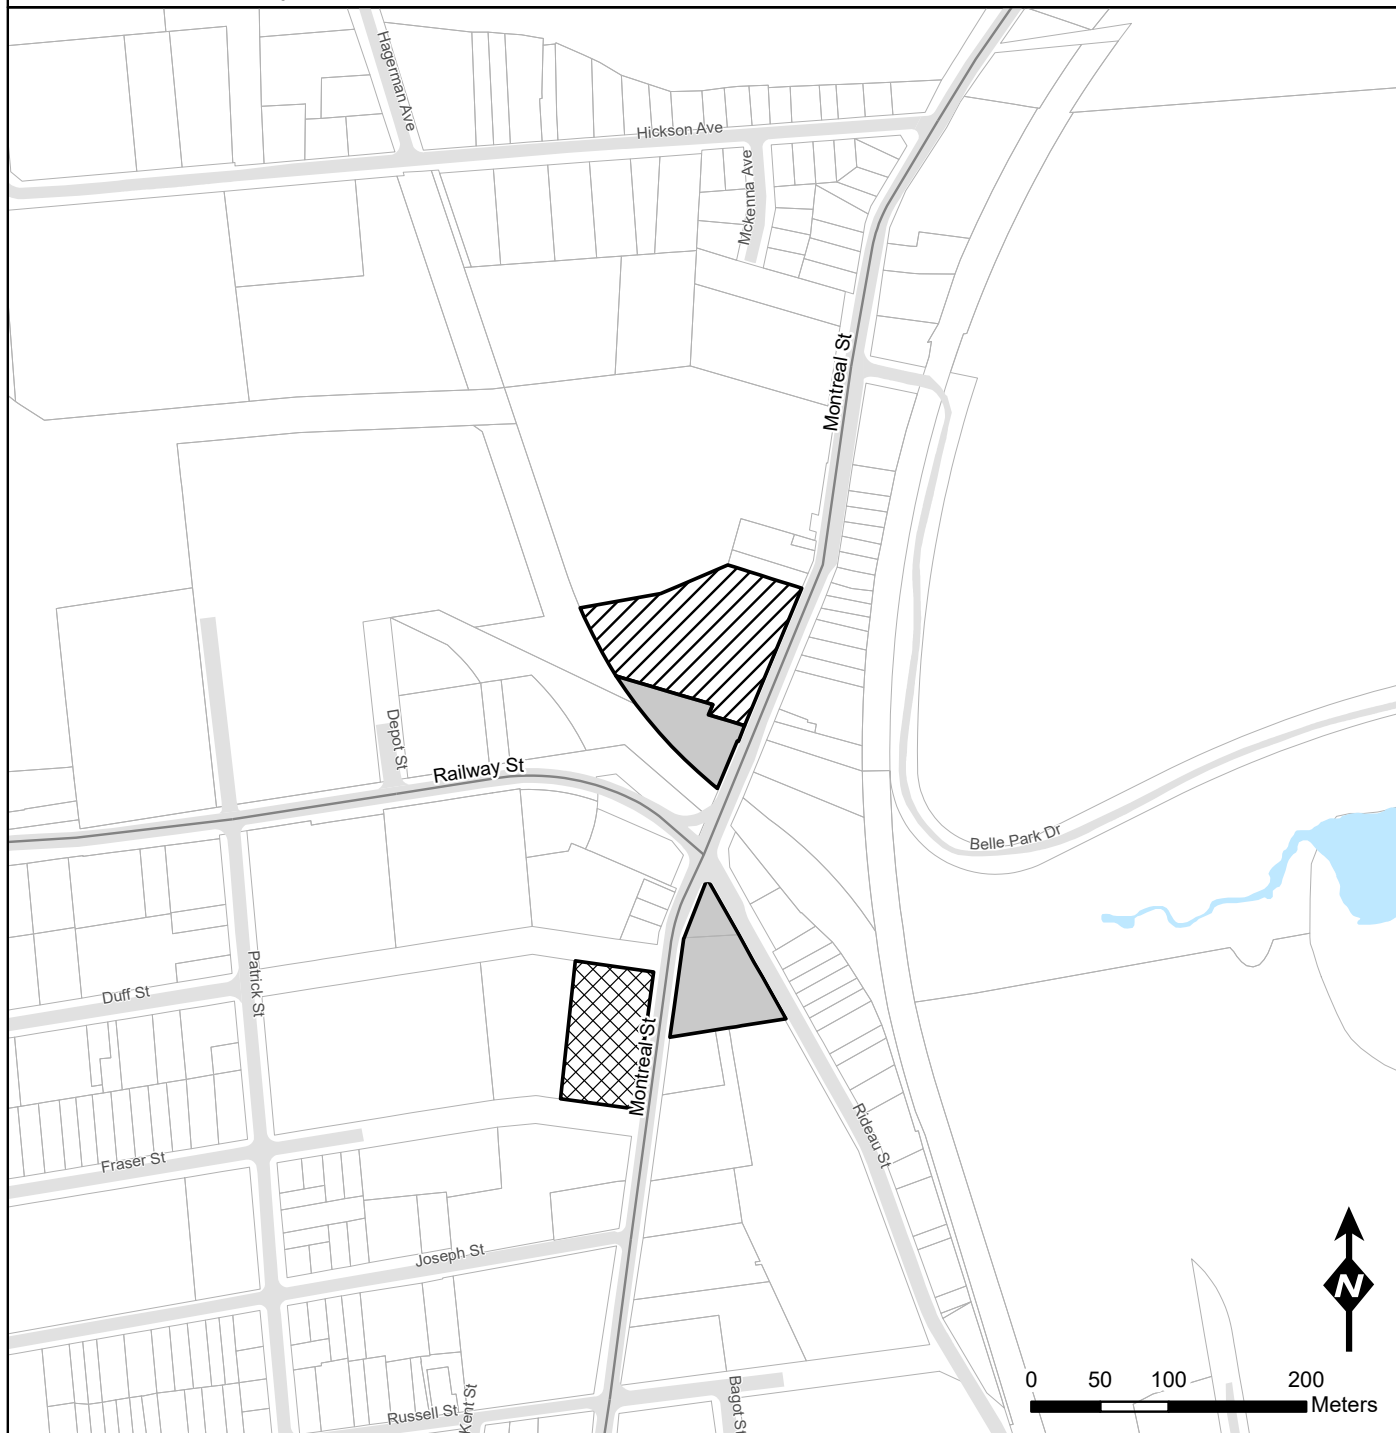 Hagerman Ave
Hickson Ave
Mckenna Ave
Montreal St
Depot St
Railway St
Belle Park Dr
Patrick St
Duff St
Montreal St
Rideau St
Fraser St
Joseph St
N
0 50 100 200
Meters
Bagot St
Kent St
Russell St